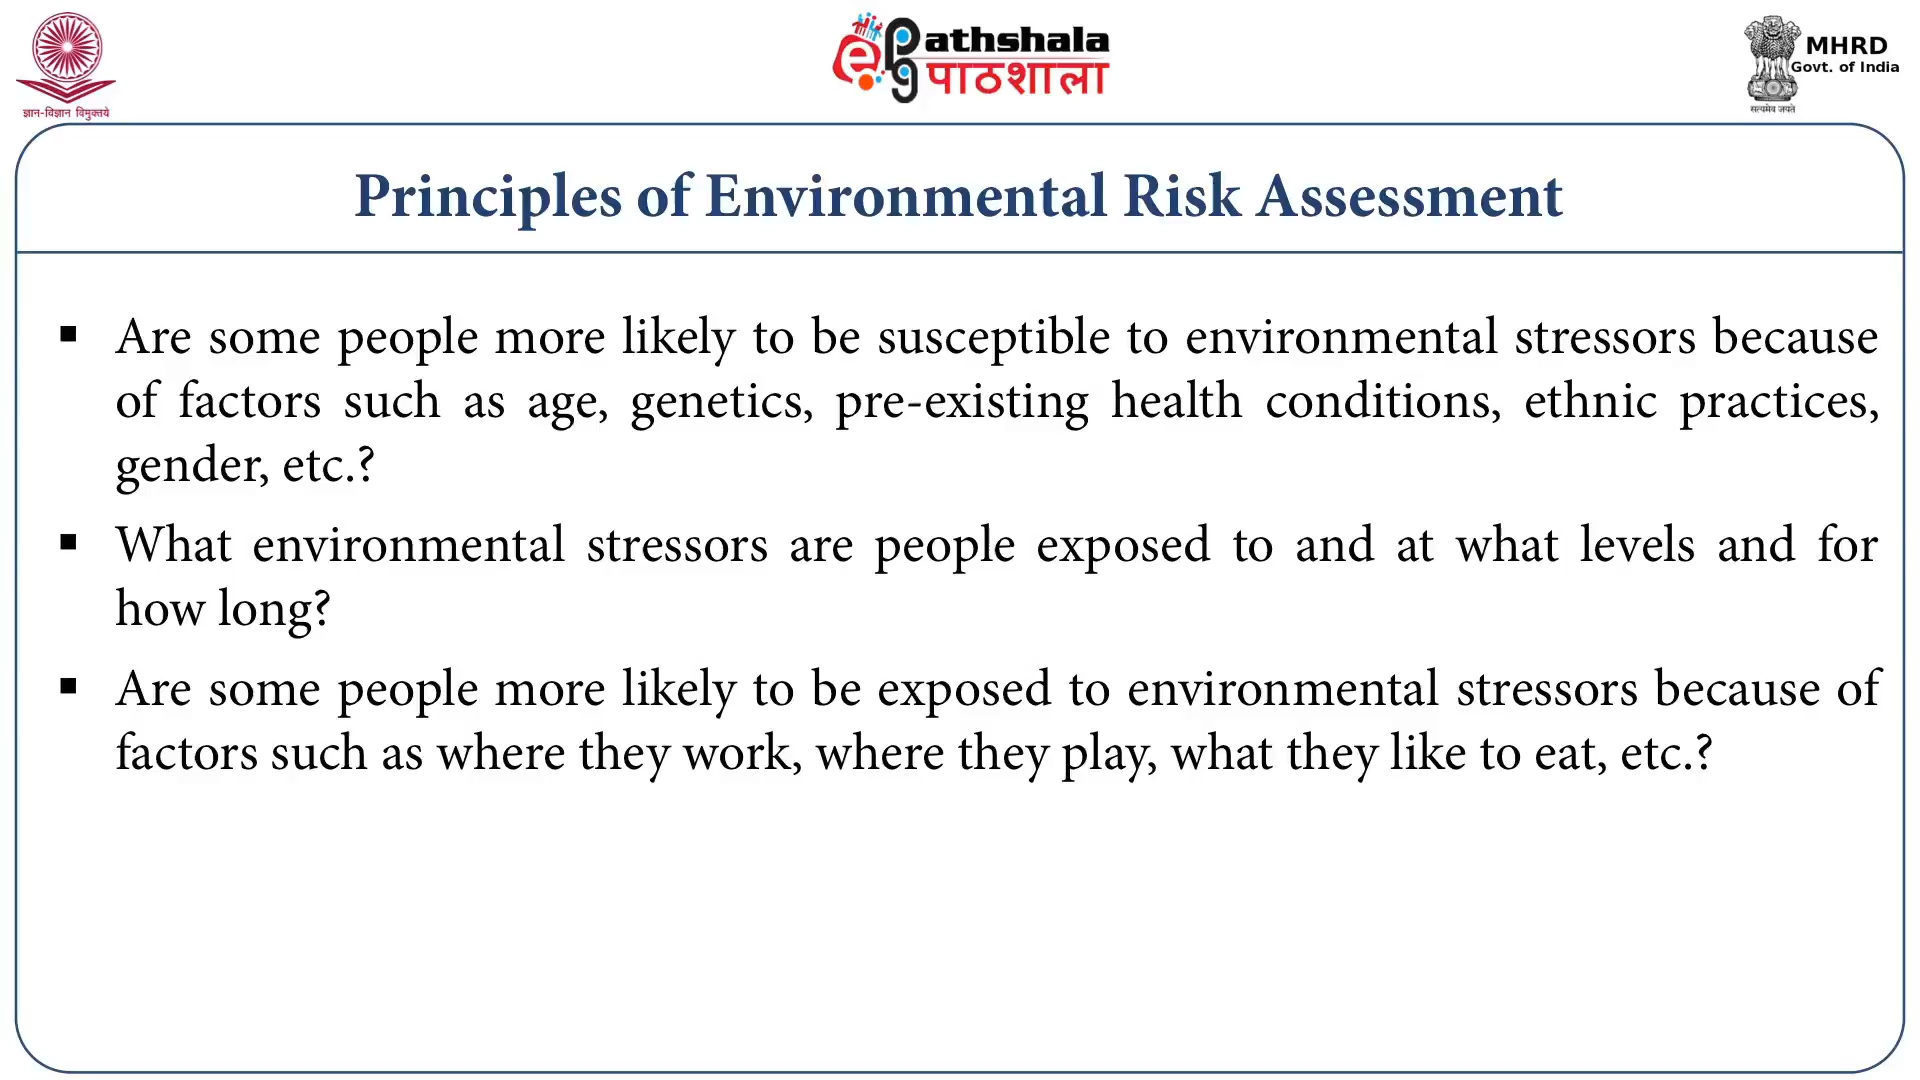 ज्ञान-विज्ञान विमुक्तये
ePG Pathshala
पाठशाला
MHRD
Govt. of India
सत्यमेव जयते
Principles of Environmental Risk Assessment
▪ Are some people more likely to be susceptible to environmental stressors because
of factors such as age, genetics, pre-existing health conditions, ethnic practices,
gender, etc.?
▪ What environmental stressors are people exposed to and at what levels and for
how long?
▪ Are some people more likely to be exposed to environmental stressors because of
factors such as where they work, where they play, what they like to eat, etc.?